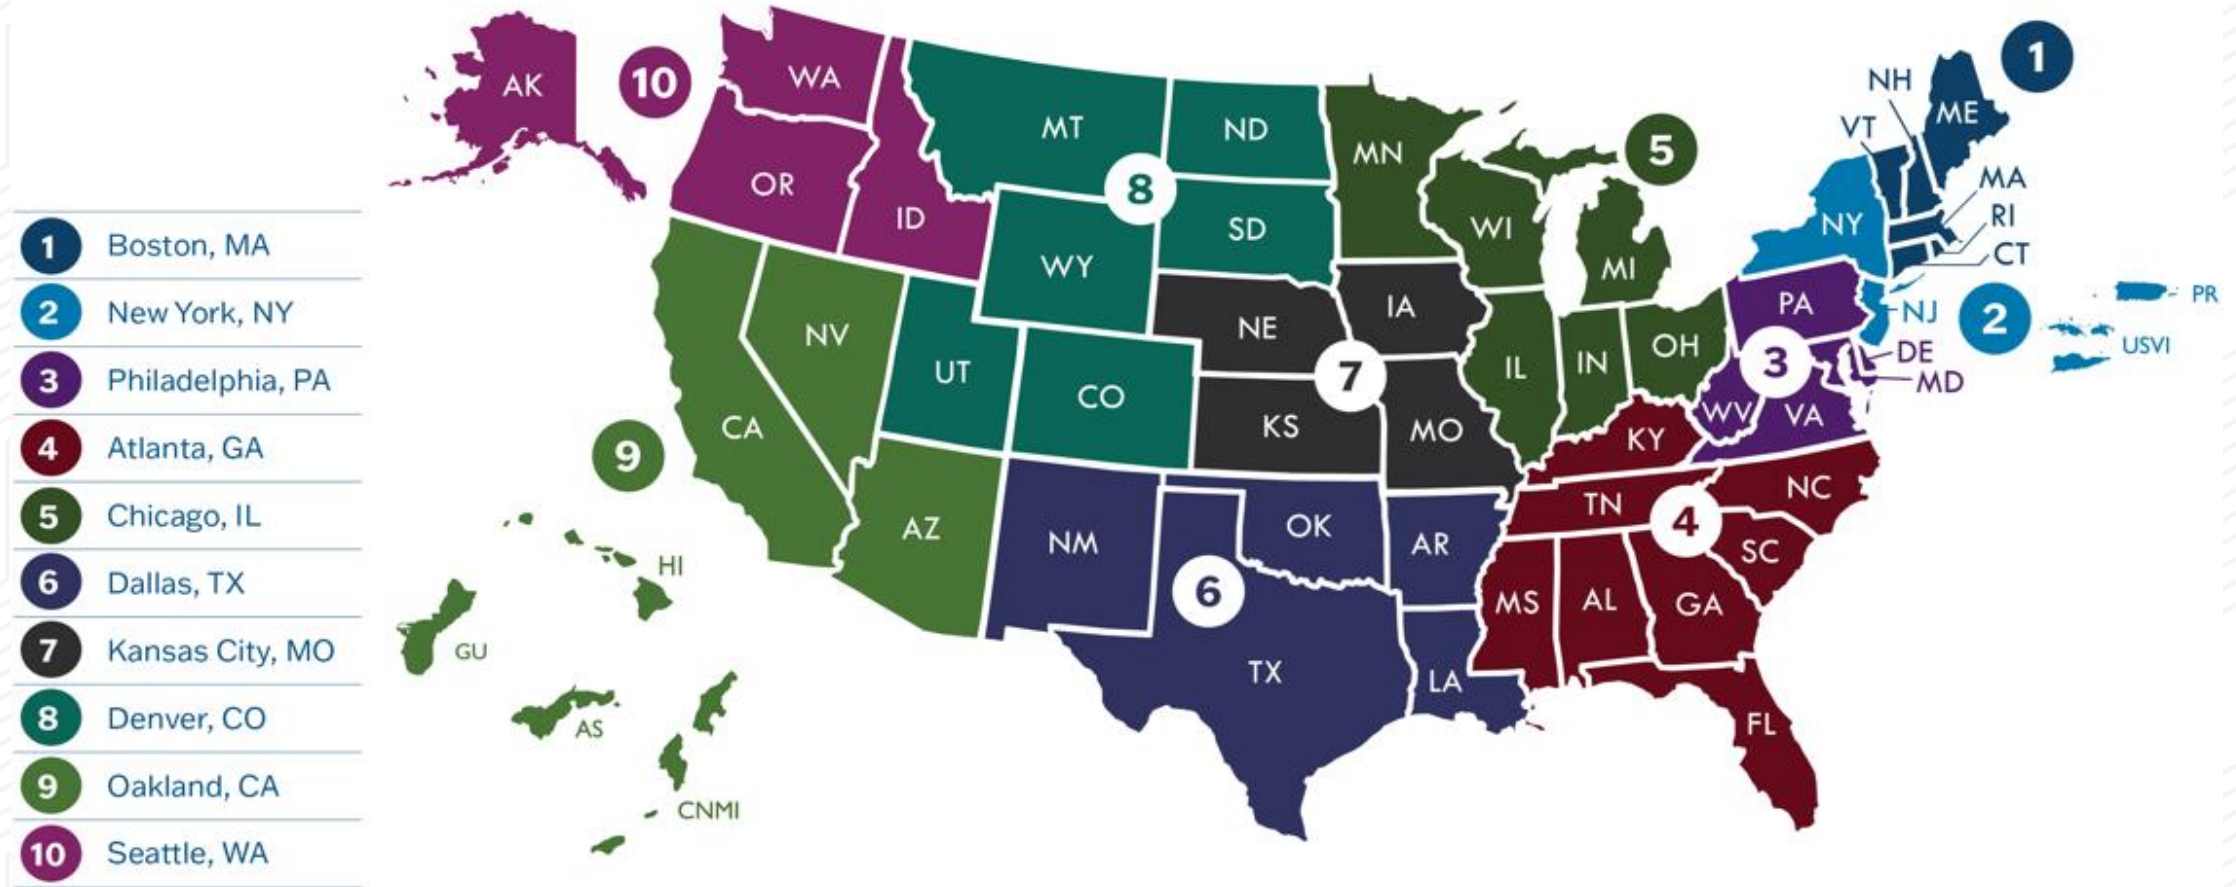 1 Boston, MA
2 New York, NY
3 Philadelphia, PA
4 Atlanta, GA
5 Chicago, IL
6 Dallas, TX
7 Kansas City, MO
8 Denver, CO
9 Oakland, CA
10 Seattle, WA
AK
10
WA
OR
ID
MT
ND
8
SD
WY
UT
CO
MN
5
WI
MI
IL
IN
OH
NH
1
ME
VT
MA
RI
CT
NY
NJ
2
PR
USVI
PA
3
DE
MD
WV
VA
NE
IA
7
KS
MO
CA
NV
9
AZ
HI
GU
AS
CNMI
NM
OK
AR
6
TX
LA
KY
TN
NC
4
SC
MS
AL
GA
FL